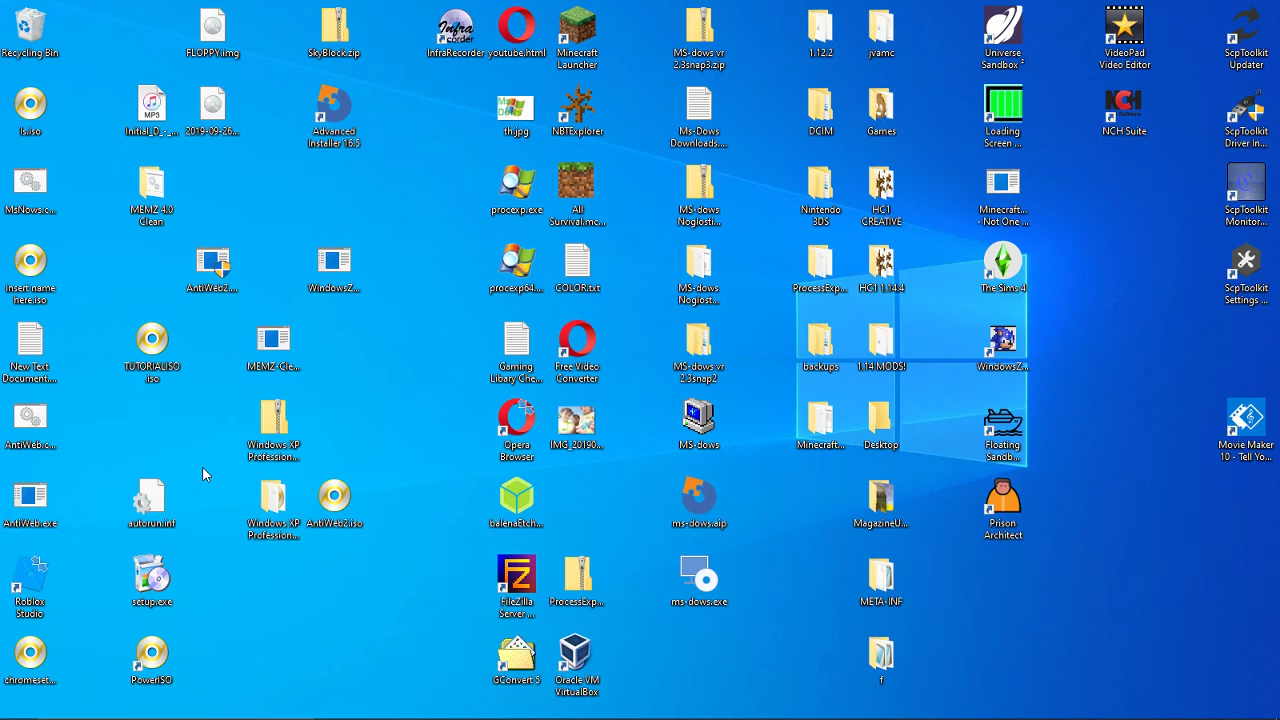 Recycling Bin
FLOPPY.img
SkyBlock.zip
Infra
corder
InfraRecorder
youtube.html
Minecraft
Launcher
MS-dows vr
2.3snap3.zip
1.12.2
jvamc
Universe
Sandbox ²
VideoPad
Video Editor
ScpToolkit
Updater
ls.iso
MP3
Initial_D_-_...
2019-09-26...
Advanced
Installer 16.5
th.jpg
NBTExplorer
Ms-Dows
Downloads....
DCIM
Games
Loading
Screen ...
NCH
NCH Suite
ScpToolkit
Driver In...
MsNows.c...
MEMZ 4.0
Clean
procexp.exe
All
Survival.mc...
MS-dows
Noglosti...
Nintendo
3DS
HC1
CREATIVE
Minecraft...
- Not One ...
ScpToolkit
Monitor...
insert name
here.iso
AntiWeb2....
WindowsZ...
procexp64....
COLOR.txt
MS-dows
Noglost...
ProcessExp...
HC1 1.14.4
The Sims 4
ScpToolkit
Settings ...
New Text
Document....
TUTORIALISO
.iso
MEMZ-Cle...
Gaming
Libary Che...
Free Video
Converter
MS-dows vr
2.3snap2
backups
1.14 MODS!
WindowsZ...
AntiWeb.c...
Windows XP
Profession...
Opera
Browser
IMG_20190...
MS-dows
Minecraft...
Desktop
Floating
Sandb...
Movie Maker
10 - Tell Yo...
AntiWeb.exe
autorun.inf
Windows XP
Profession...
AntiWeb2.iso
balenaEtch...
ms-dows.aip
MagazineU...
Prison
Architect
Roblox
Studio
setup.exe
FileZilla
Server ...
ProcessExp...
ms-dows.exe
META-INF
chromeset...
PowerISO
GConvert 5
Oracle VM
VirtualBox
f